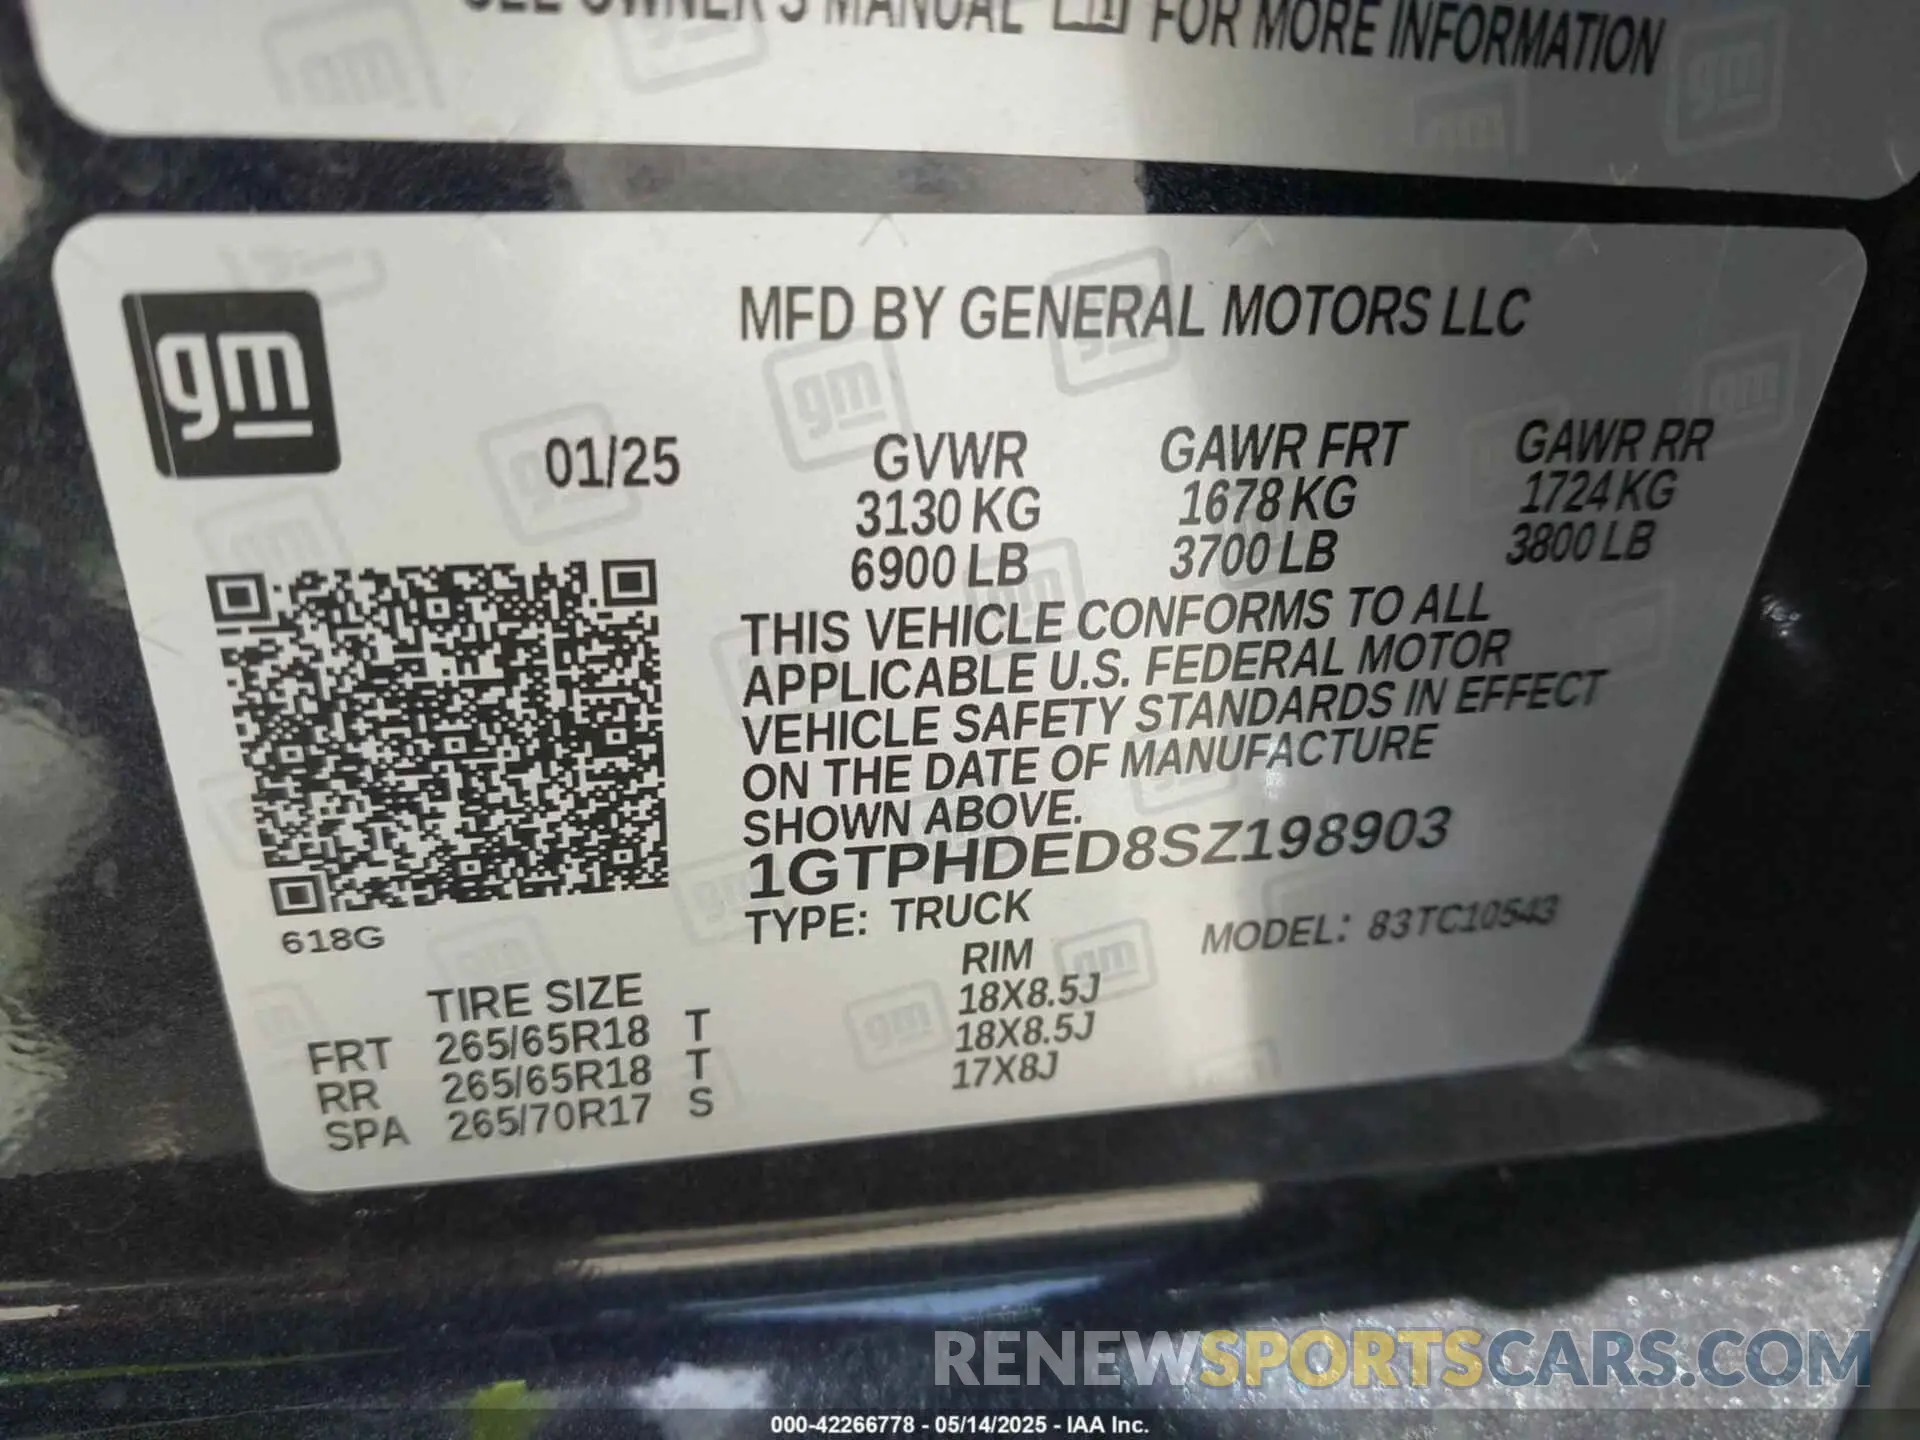 SEE OWNER'S MANUAL FOR MORE INFORMATION
gm
MFD BY GENERAL MOTORS LLC
01/25
GVWR GAWR FRT GAWR RR
3130 KG 1678 KG 1724 KG
6900 LB 3700 LB 3800 LB
THIS VEHICLE CONFORMS TO ALL
APPLICABLE U.S. FEDERAL MOTOR
VEHICLE SAFETY STANDARDS IN EFFECT
ON THE DATE OF MANUFACTURE
SHOWN ABOVE.
1GTPHDED8SZ198903
TYPE: TRUCK MODEL: 83TC10543
618G
TIRE SIZE RIM
FRT 265/65R18 T 18X8.5J
RR 265/65R18 T 18X8.5J
SPA 265/70R17 S 17X8J
RENEWSPORTSCARS.COM
000-42266778 - 05/14/2025 - IAA Inc.